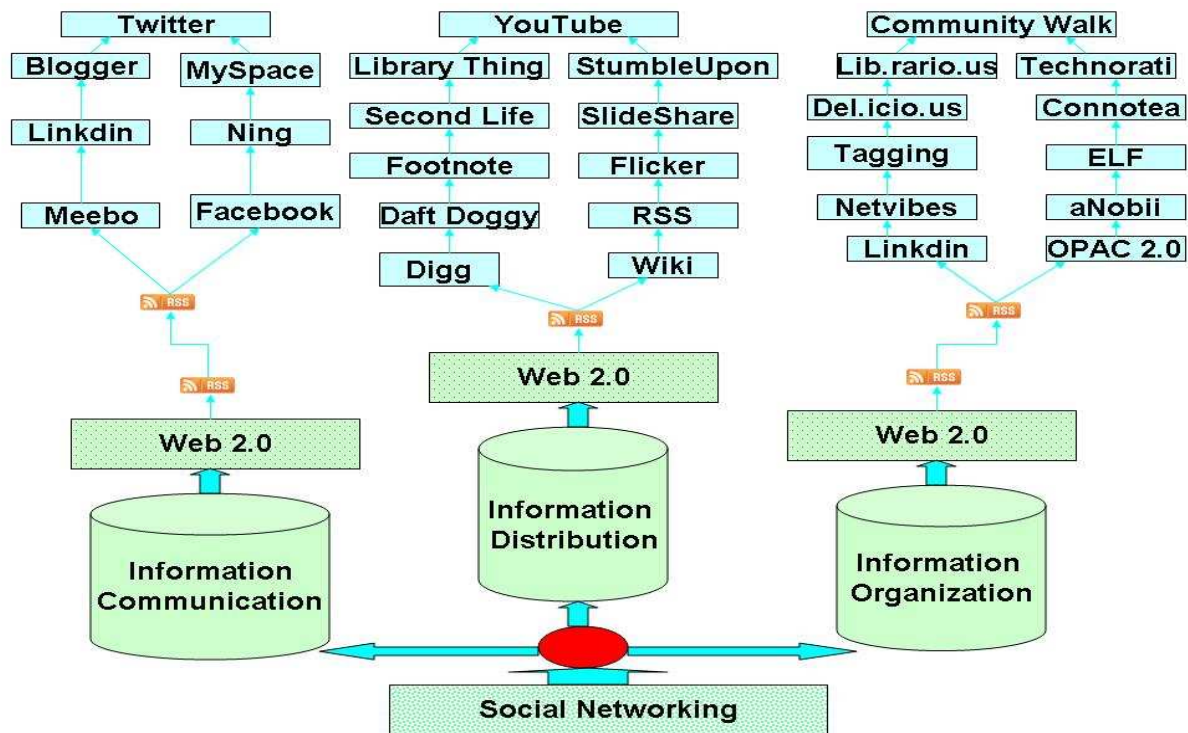 Twitter
Blogger
MySpace
Linkdin
Ning
Meebo
Facebook
RSS
RSS
Web 2.0
Information
Communication
YouTube
Library Thing
StumbleUpon
Second Life
SlideShare
Footnote
Flicker
Daft Doggy
RSS
Digg
Wiki
RSS
Web 2.0
Information
Distribution
Community Walk
Lib.rario.us
Technorati
Del.icio.us
Connotea
Tagging
ELF
Netvibes
aNobii
Linkdin
OPAC 2.0
RSS
RSS
Web 2.0
Information
Organization
Social Networking